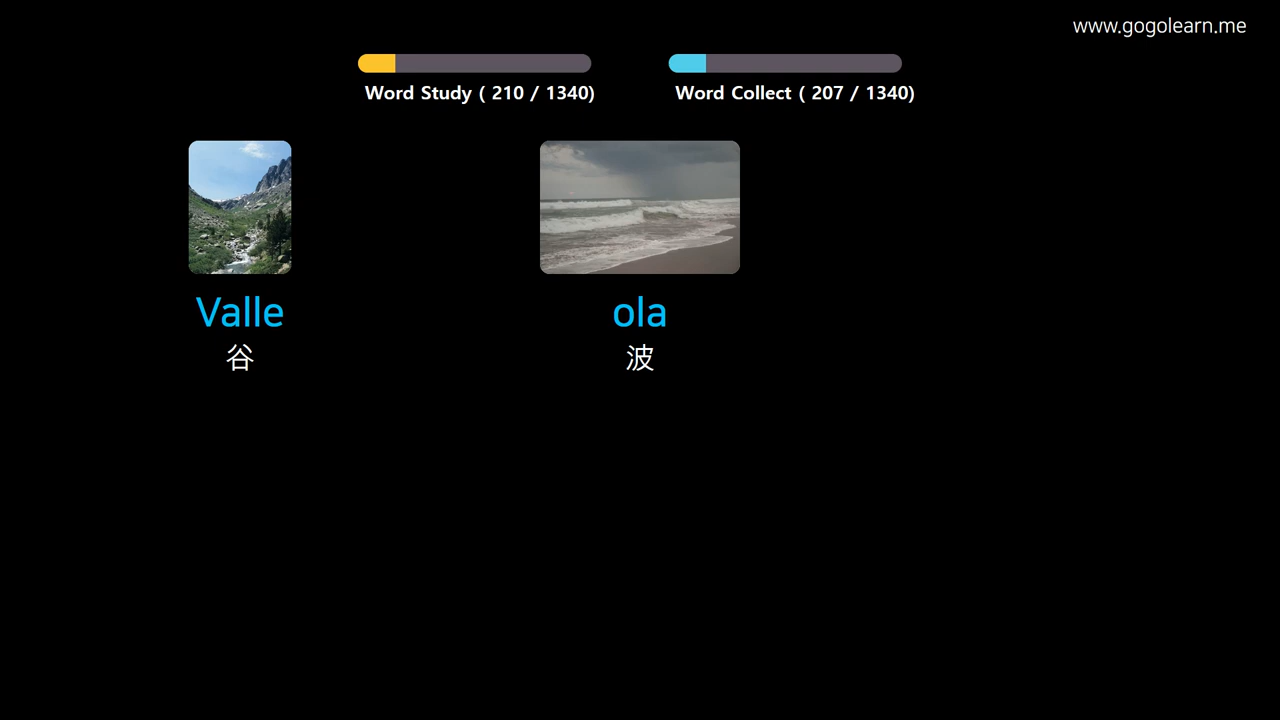 www.gogolearn.me
Word Study ( 210 / 1340)
Word Collect ( 207 / 1340)
Valle
ola
谷
波